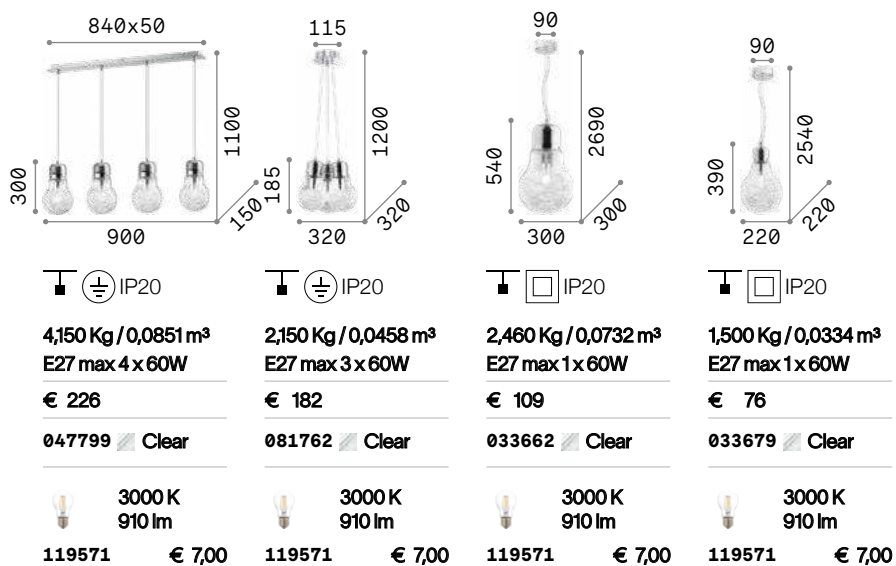 840x50
300
1100
150
900
115
185
1200
320
320
90
540
2690
300
300
90
390
2540
220
220
IP20
4,150 Kg / 0,0851 m³
E27 max 4 x 60W
€ 226
047799 Clear
3000 K
910 lm
119571 € 7,00
IP20
2,150 Kg / 0,0458 m³
E27 max 3 x 60W
€ 182
081762 Clear
3000 K
910 lm
119571 € 7,00
IP20
2,460 Kg / 0,0732 m³
E27 max 1 x 60W
€ 109
033662 Clear
3000 K
910 lm
119571 € 7,00
IP20
1,500 Kg / 0,0334 m³
E27 max 1 x 60W
€ 76
033679 Clear
3000 K
910 lm
119571 € 7,00